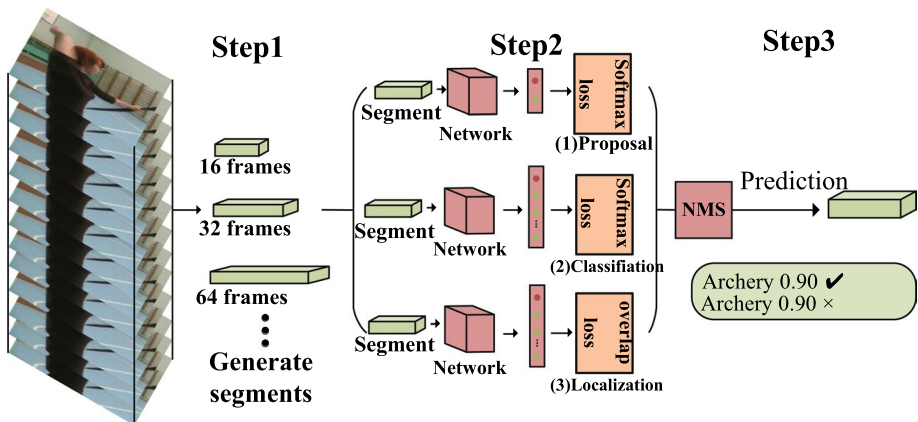 Step1
16 frames
32 frames
64 frames
Generate
segments
Step2
Segment
Network
Softmax
loss
(1)Proposal
Segment
Network
Softmax
loss
(2)Classifiation
Segment
Network
overlap
loss
(3)Localization
Step3
NMS
Prediction
Archery 0.90 ✔
Archery 0.90 ×